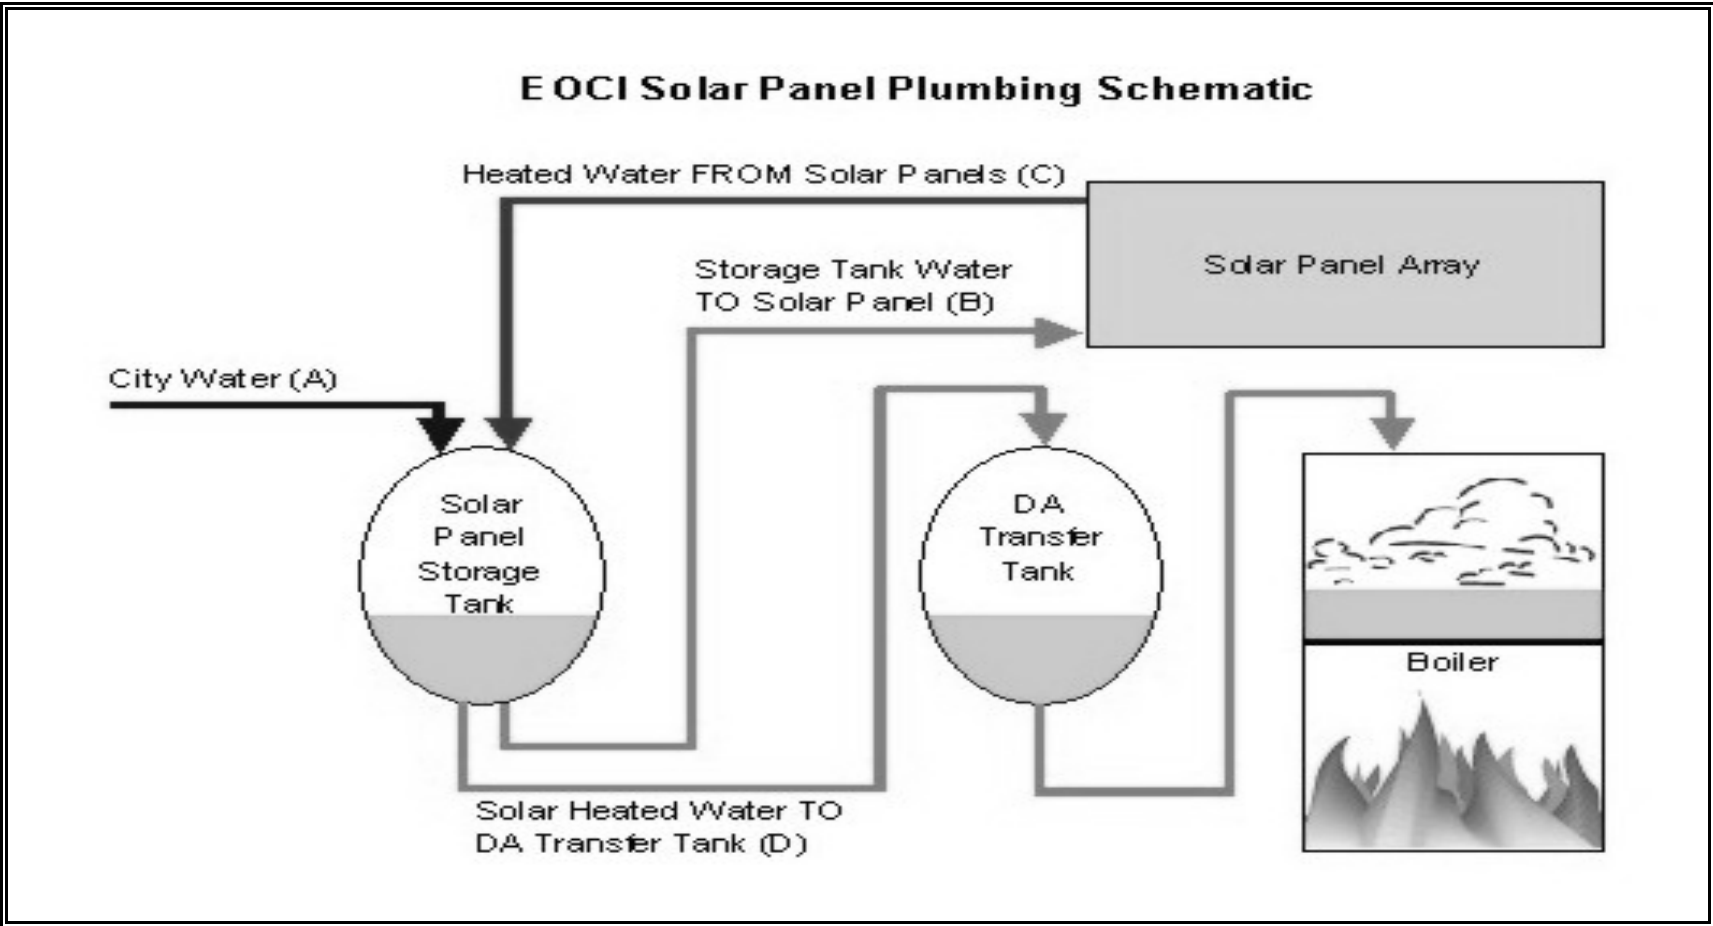 EOCI Solar Panel Plumbing Schematic
Heated Water FROM Solar Panels (C)
Solar Panel Array
Storage Tank Water
TO Solar Panel (B)
City Water (A)
Solar
Panel
Storage
Tank
DA
Transfer
Tank
Boiler
Solar Heated Water TO
DA Transfer Tank (D)